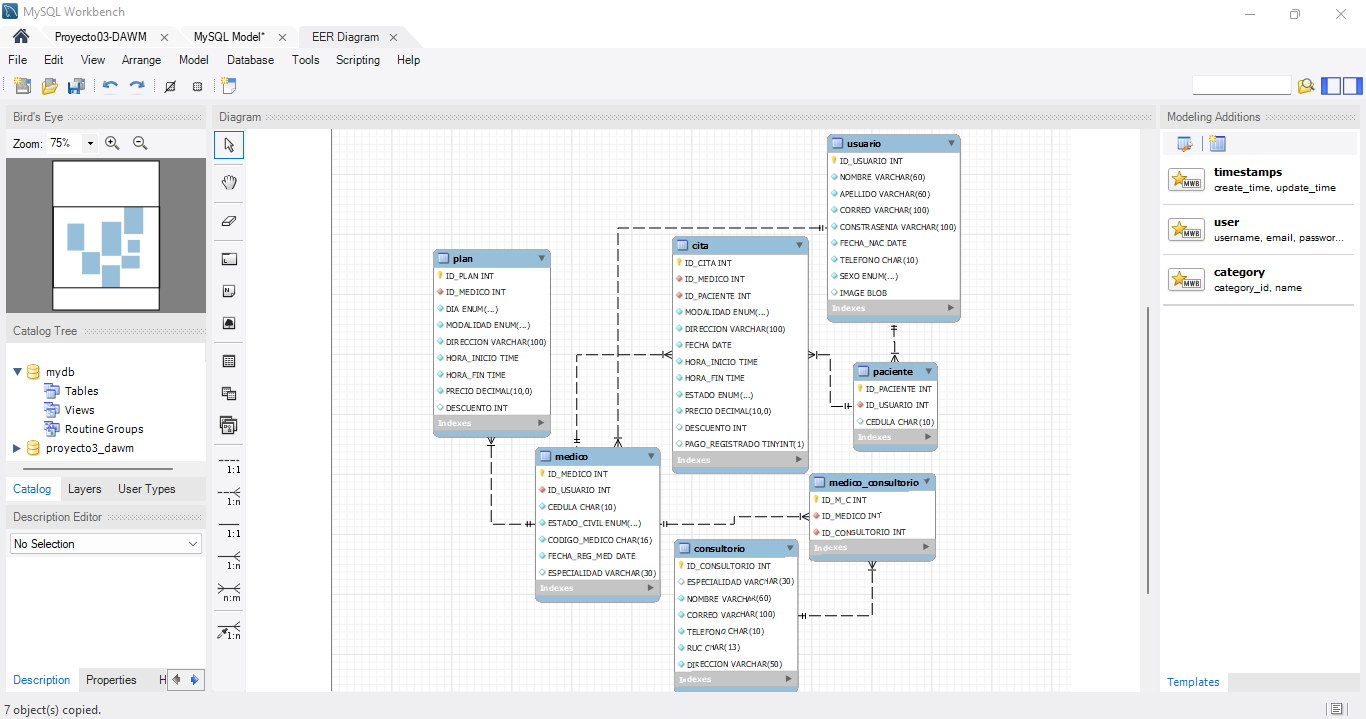 MySQL Workbench
Proyecto03-DAWM
MySQL Model*
EER Diagram
File Edit View Arrange Model Database Tools Scripting Help
Bird's Eye
Zoom: 75%
Catalog Tree
mydb
Tables
Views
Routine Groups
proyecto3_dawm
Catalog Layers User Types
Description Editor
No Selection
Description Properties H
Diagram
1:1
1:n
1:1
1:n
n:m
1:n
plan
ID_PLAN INT
ID_MEDICO INT
DIA ENUM(...)
MODALIDAD ENUM(...)
DIRECCION VARCHAR(100)
HORA_INICIO TIME
HORA_FIN TIME
PRECIO DECIMAL(10,0)
DESCUENTO INT
Indexes
medico
ID_MEDICO INT
ID_USUARIO INT
CEDULA CHAR(10)
ESTADO_CIVIL ENUM(...)
CODIGO_MEDICO CHAR(16)
FECHA_REG_MED DATE
ESPECIALIDAD VARCHAR(30)
Indexes
cita
ID_CITA INT
ID_MEDICO INT
ID_PACIENTE INT
MODALIDAD ENUM(...)
DIRECCION VARCHAR(100)
FECHA DATE
HORA_INICIO TIME
HORA_FIN TIME
ESTADO ENUM(...)
PRECIO DECIMAL(10,0)
DESCUENTO INT
PAGO_REGISTRADO TINYINT(1)
Indexes
usuario
ID_USUARIO INT
NOMBRE VARCHAR(60)
APELLIDO VARCHAR(60)
CORREO VARCHAR(100)
CONSTRASENIA VARCHAR(100)
FECHA_NAC DATE
TELEFONO CHAR(10)
SEXO ENUM(...)
IMAGE BLOB
Indexes
paciente
ID_PACIENTE INT
ID_USUARIO INT
CEDULA CHAR(10)
Indexes
medico_consultorio
ID_M_C INT
ID_MEDICO INT
ID_CONSULTORIO INT
Indexes
consultorio
ID_CONSULTORIO INT
ESPECIALIDAD VARCHAR(30)
NOMBRE VARCHAR(60)
CORREO VARCHAR(100)
TELEFONO CHAR(10)
RUC CHAR(13)
DIRECCION VARCHAR(50)
Indexes
Modeling Additions
MWB
timestamps
create_time, update_time
MWB
user
username, email, passwor...
MWB
category
category_id, name
Templates
7 object(s) copied.